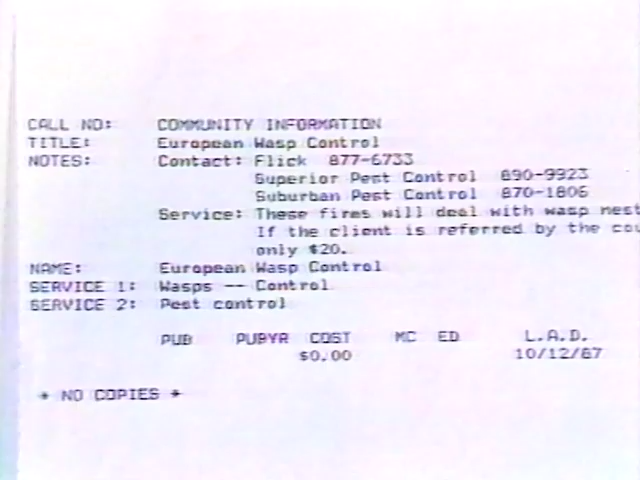 CALL NO: COMMUNITY INFORMATION
TITLE: European Wasp Control
NOTES: Contact: Flick 877-6733
Superior Pest Control 890-9923
Suburban Pest Control 870-1806
Service: These firms will deal with wasp nest
If the client is referred by the cou
only $20.
NAME: European Wasp Control
SERVICE 1: Wasps -- Control
SERVICE 2: Pest control
PUB PUBYR COST MC ED L.A.D.
$0.00 10/12/87
* NO COPIES *